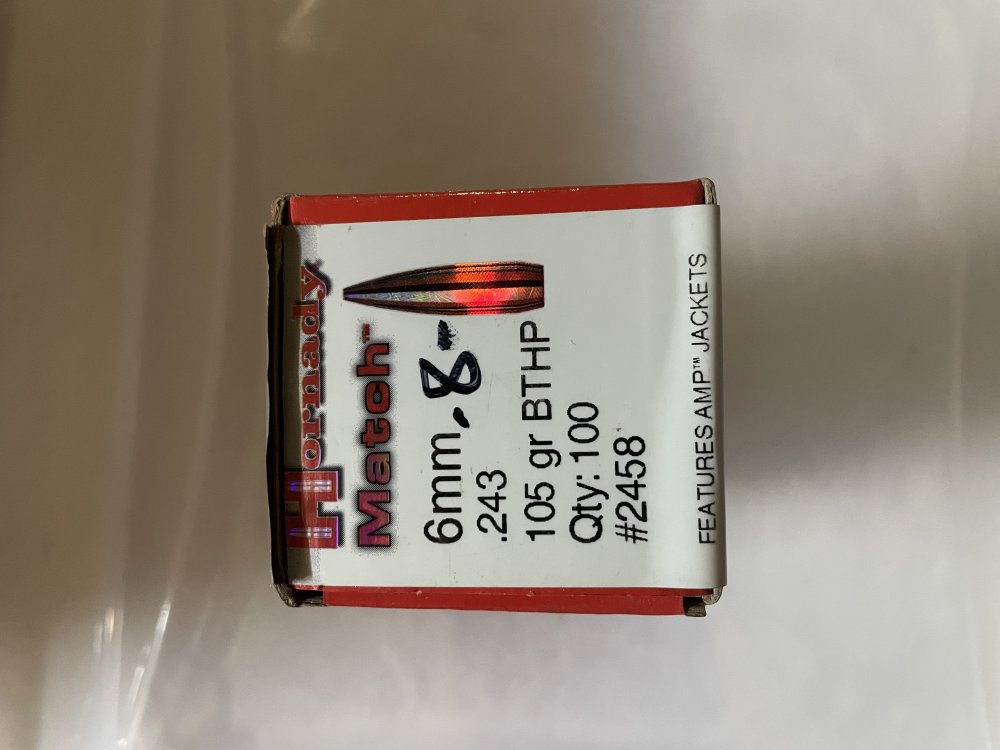 Hornady
Match™
6mm .8-
.243
105 gr BTHP
Qty: 100
#2458
FEATURES AMP™ JACKETS